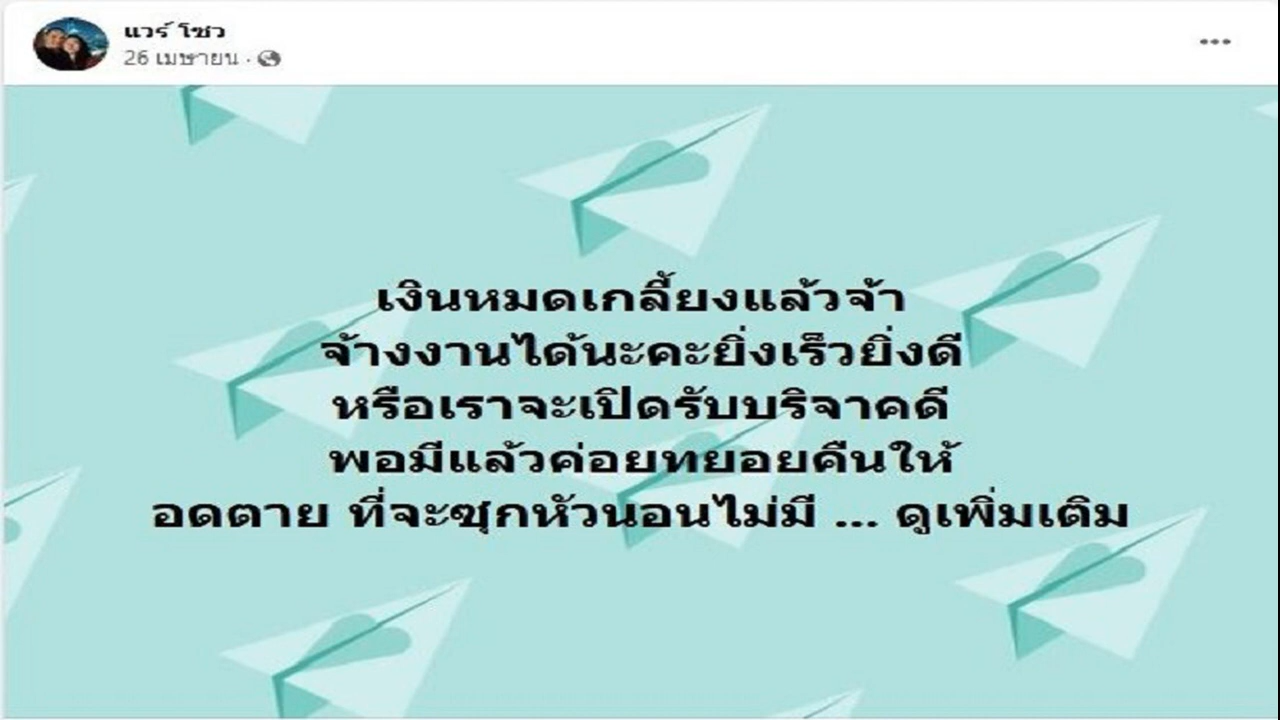 แวร์ โซว
26 เมษายน ·
เงินหมดเกลี้ยงแล้วจ้า
จ้างงานได้นะคะยิ่งเร็วยิ่งดี
หรือเราจะเปิดรับบริจาคดี
พอมีแล้วค่อยทยอยคืนให้
อดตาย ที่จะซุกหัวนอนไม่มี ... ดูเพิ่มเติม